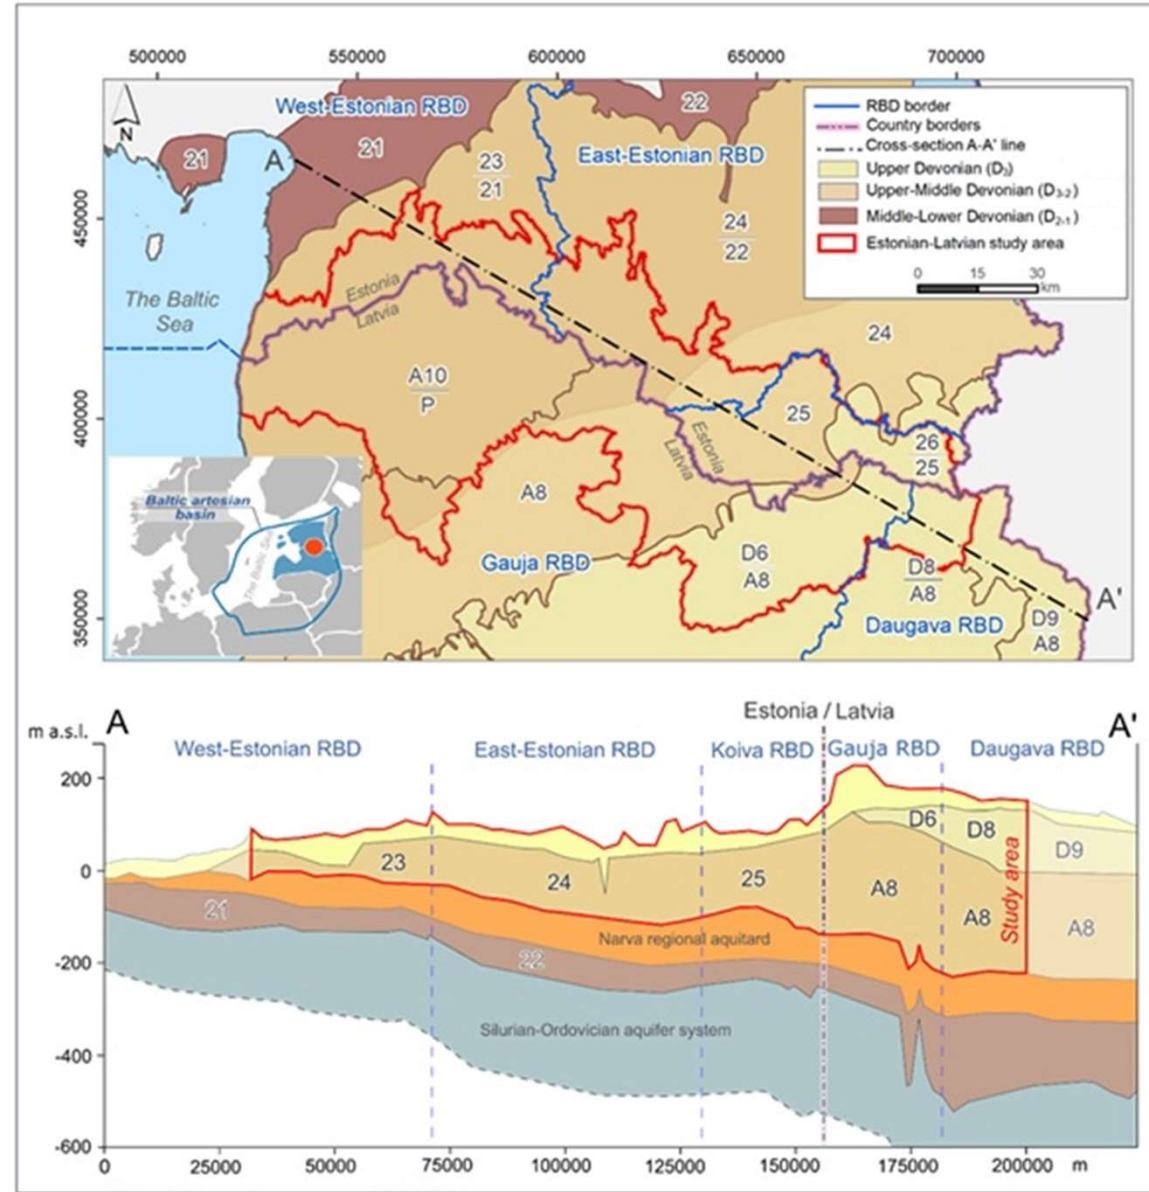 500000 550000 600000 650000 700000
West-Estonian RBD
22
RBD border
Country borders
Cross-section A-A' line
Upper Devonian (D3)
Upper-Middle Devonian (D3-2)
Middle-Lower Devonian (D2-1)
Estonian-Latvian study area
0 15 30
km
N
21
A
21
23
21
East-Estonian RBD
24
22
450000
Estonia
Latvia
The Baltic
Sea
24
A10
P
400000
25
Estonia
Latvia
26
25
Baltic artesian
basin
The Baltic Sea
A8
Gauja RBD
D6
A8
D8
A8
350000
Daugava RBD
D9
A8
A'
Estonia / Latvia
m a.s.l.
A
A'
West-Estonian RBD East-Estonian RBD Koiva RBD Gauja RBD Daugava RBD
200
0
-200
-400
-600
D6
D8
D9
23
24
25
A8
A8
Study area
A8
21
Narva regional aquitard
22
Silurian-Ordovician aquifer system
0 25000 50000 75000 100000 125000 150000 175000 200000 m